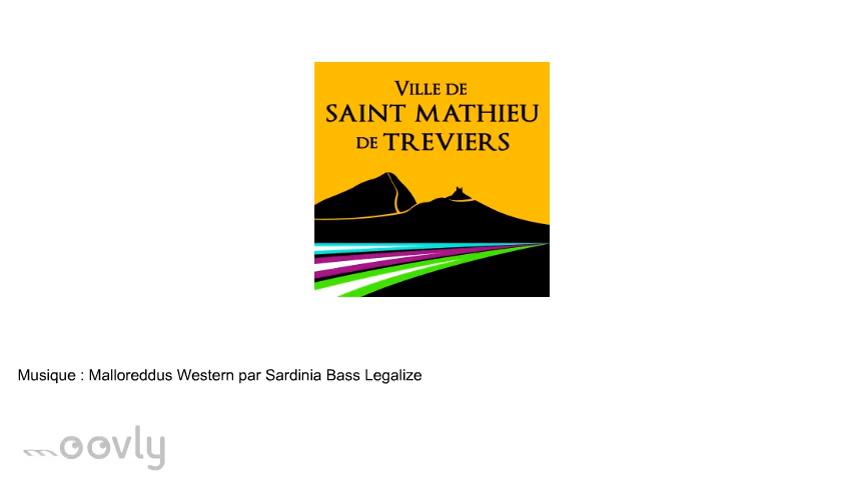 VILLE DE
SAINT MATHIEU
DE TREVIERS
Musique : Malloreddus Western par Sardinia Bass Legalize
moovly